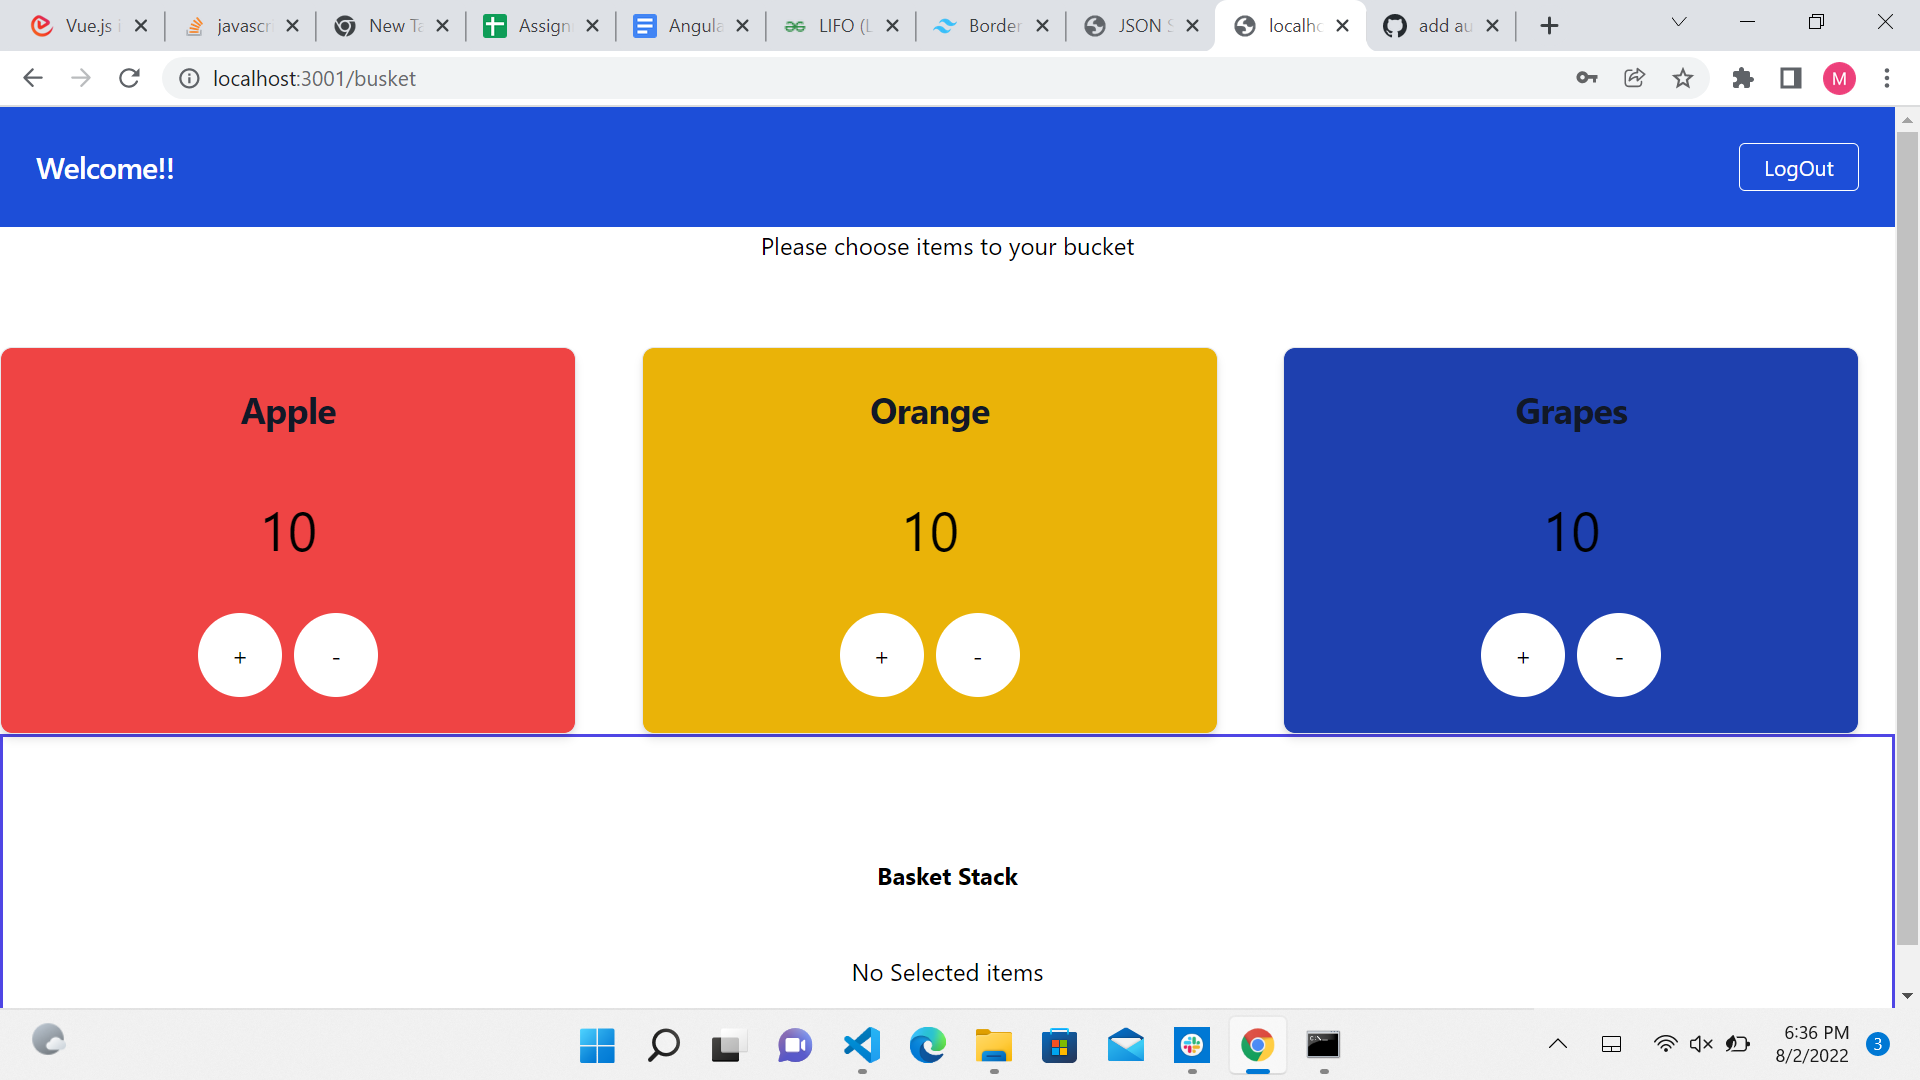 Vue.js i
javascri
New Ta
Assign
Angula
LIFO (L
Border
JSON S
localho
add au
localhost:3001/busket
M
Welcome!!
LogOut
Please choose items to your bucket
Apple
Orange
Grapes
10
10
10
+ -
+ -
+ -
Basket Stack
No Selected items
6:36 PM
8/2/2022
3